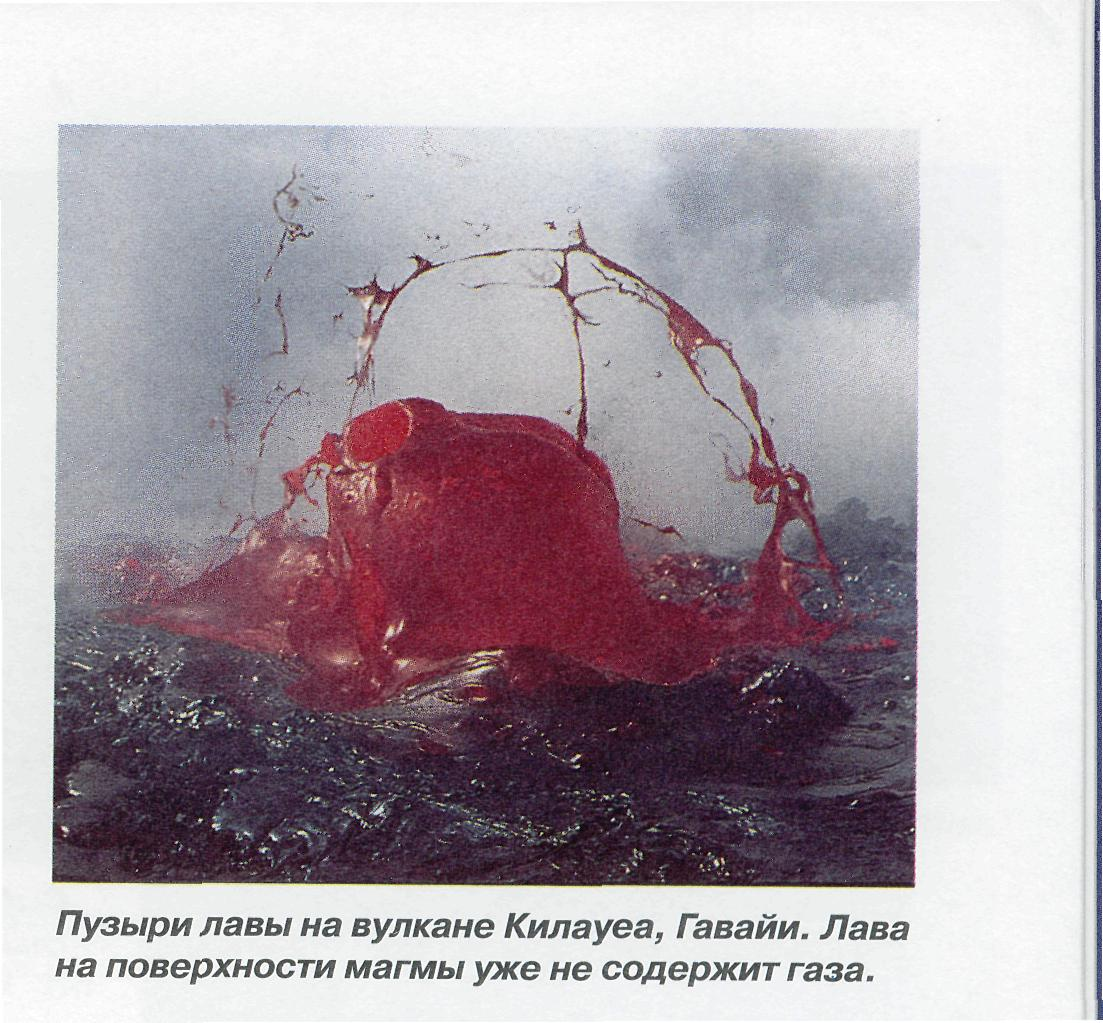 Пузыри лавы на вулкане Килауеа, Гавайи. Лава
на поверхности магмы уже не содержит газа.